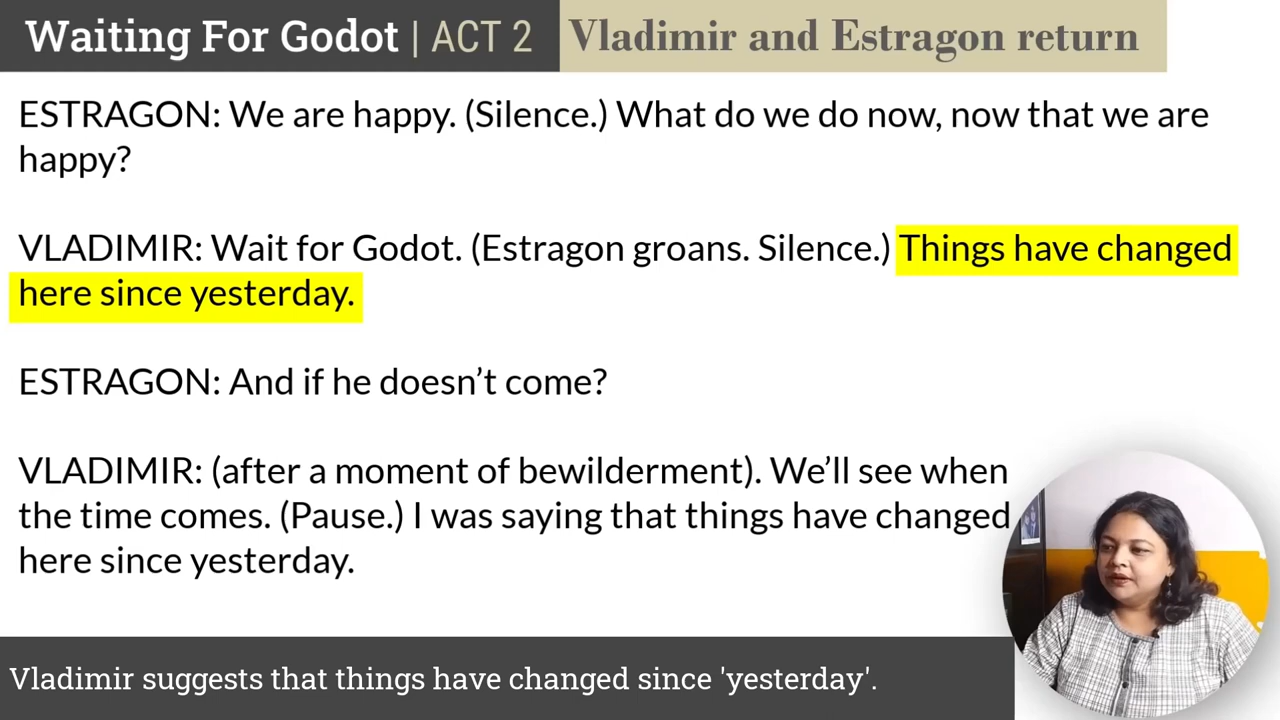 Waiting For Godot | ACT 2 Vladimir and Estragon return
ESTRAGON: We are happy. (Silence.) What do we do now, now that we are
happy?
VLADIMIR: Wait for Godot. (Estragon groans. Silence.) Things have changed
here since yesterday.
ESTRAGON: And if he doesn’t come?
VLADIMIR: (after a moment of bewilderment). We’ll see when
the time comes. (Pause.) I was saying that things have changed
here since yesterday.
Vladimir suggests that things have changed since 'yesterday'.